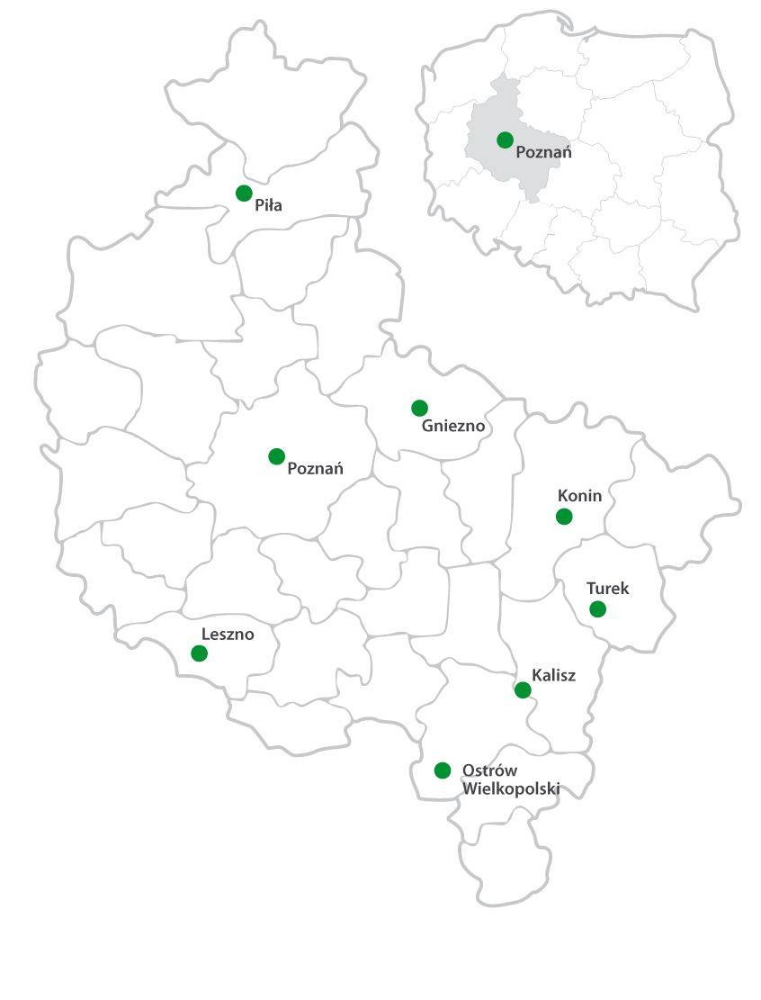 Poznań
Piła
Gniezno
Poznań
Konin
Turek
Leszno
Kalisz
Ostrów
Wielkopolski